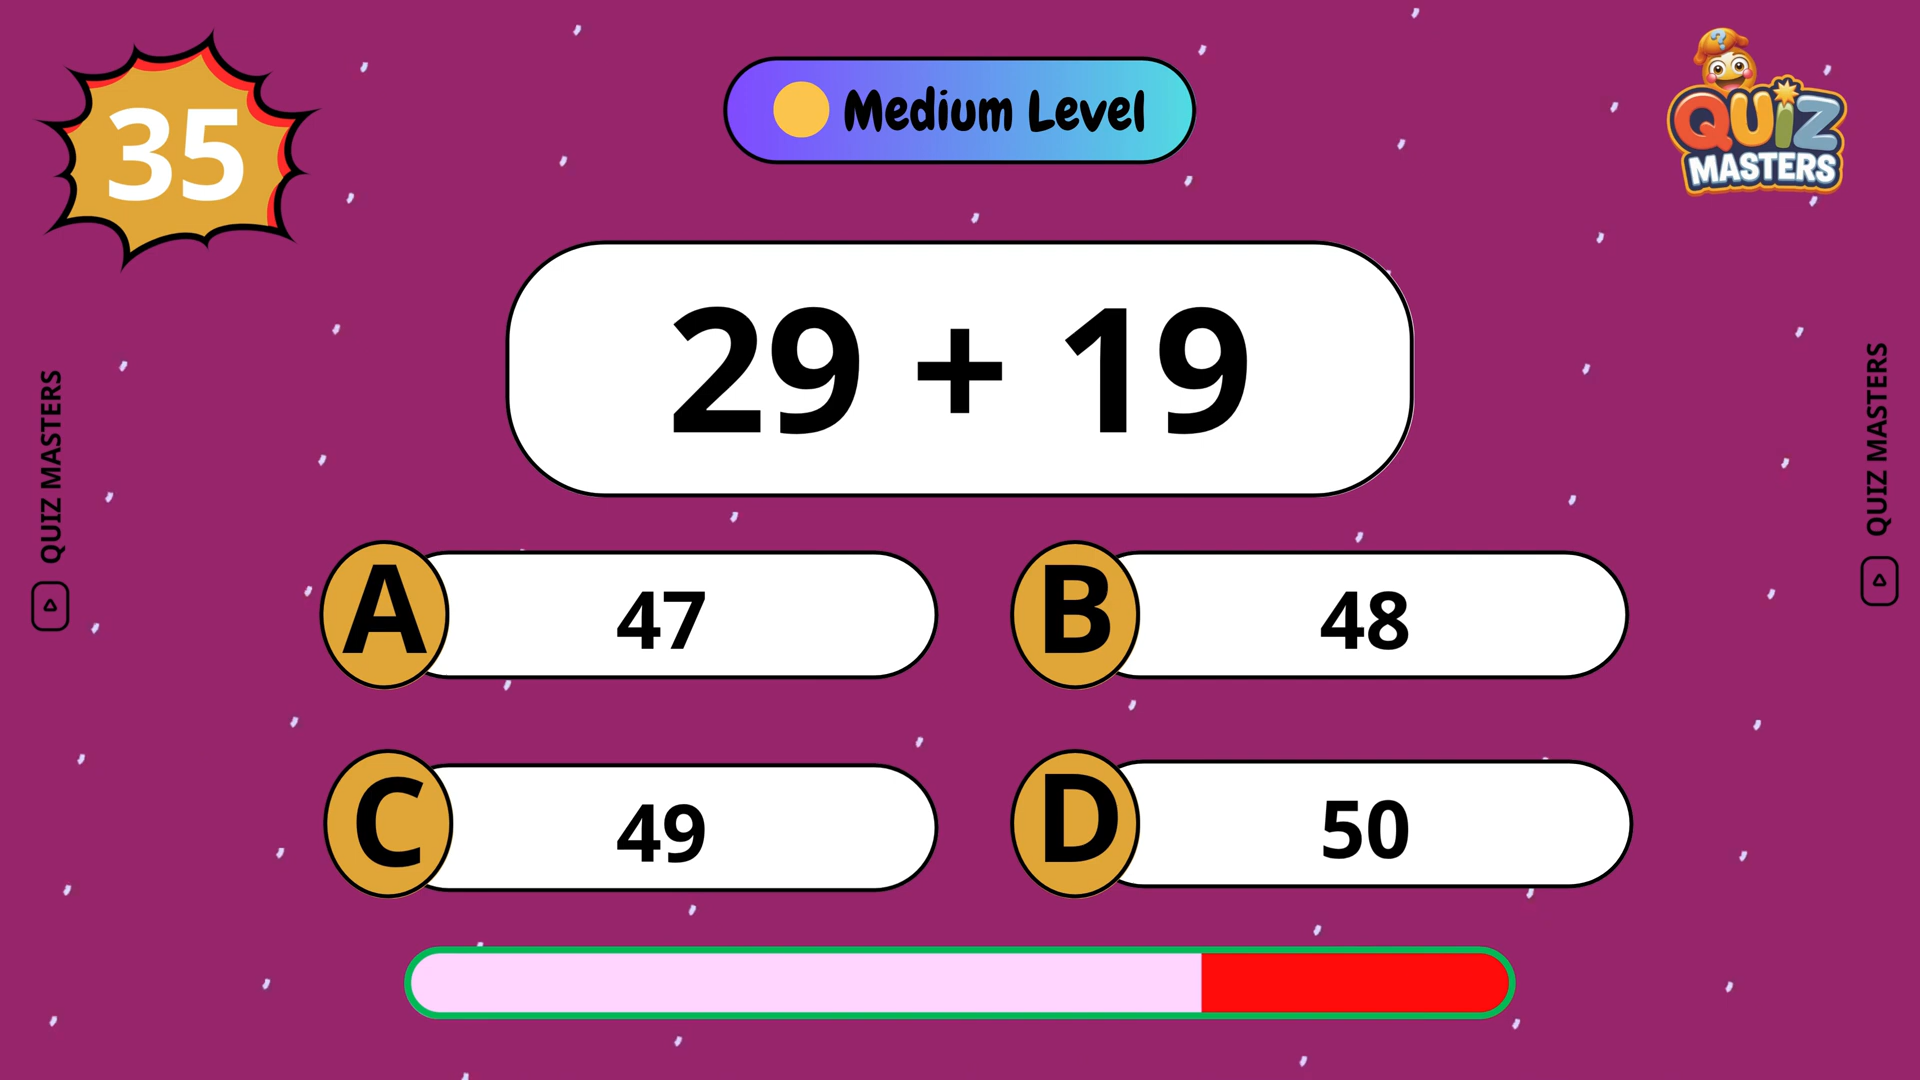 35
Medium Level
?
QUIZ
MASTERS
29 + 19
QUIZ MASTERS
QUIZ MASTERS
A
47
B
48
C
49
D
50